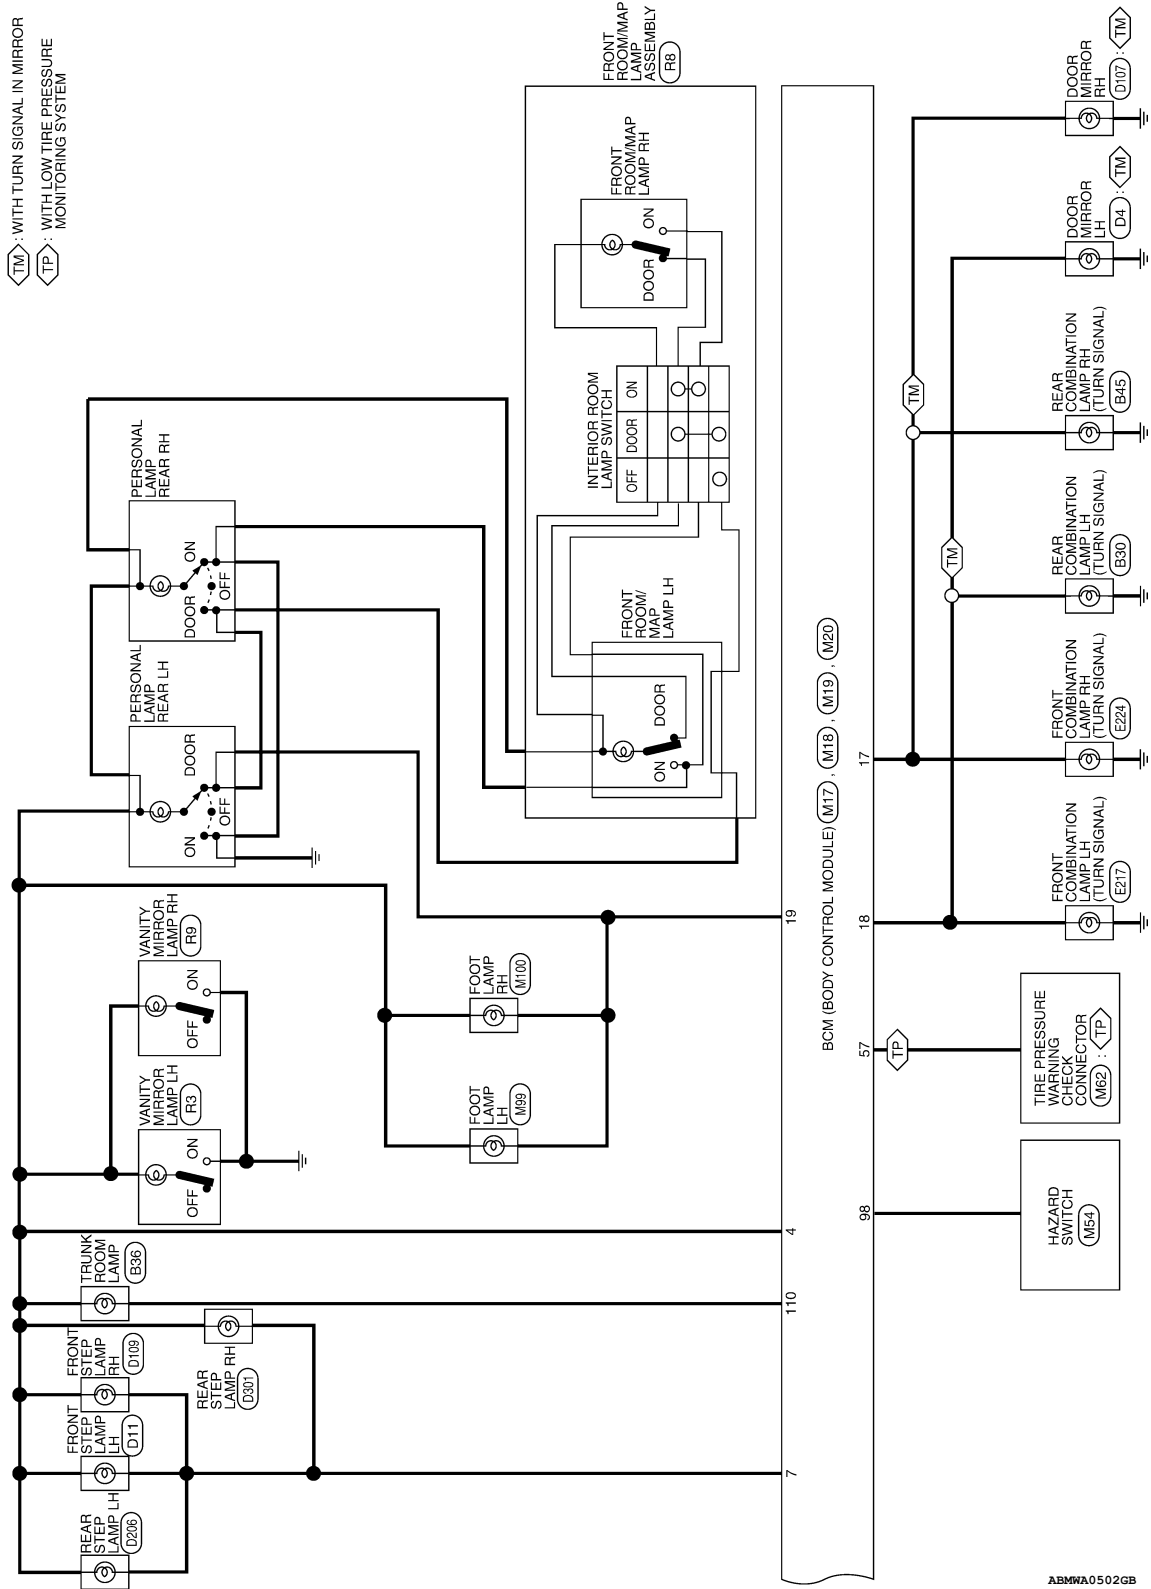 TM : WITH TURN SIGNAL IN MIRROR
TP : WITH LOW TIRE PRESSURE
MONITORING SYSTEM
REAR
STEP
LAMP LH
D206
FRONT
STEP
LAMP
LH
D11
FRONT
STEP
LAMP
RH
D109
REAR
STEP
LAMP RH
D301
TRUNK
ROOM
LAMP
B36
VANITY
MIRROR
LAMP LH
R3
OFF
ON
VANITY
MIRROR
LAMP RH
R9
OFF
ON
PERSONAL
LAMP
REAR LH
ON
OFF
DOOR
PERSONAL
LAMP
REAR RH
DOOR
OFF
ON
FOOT
LAMP
LH
M99
FOOT
LAMP
RH
M100
FRONT
ROOM/MAP
LAMP
ASSEMBLY
R8
FRONT
ROOM/
MAP
LAMP LH
ON
DOOR
INTERIOR ROOM
LAMP SWITCH
OFF
DOOR
ON
FRONT
ROOM/MAP
LAMP RH
DOOR
ON
7
110
4
19
BCM (BODY CONTROL MODULE) M17 , M18 , M19 , M20
98
57
18
17
TP
TM
TM
HAZARD
SWITCH
M54
TIRE PRESSURE
WARNING
CHECK
CONNECTOR
M62 : TP
FRONT
COMBINATION
LAMP LH
(TURN SIGNAL)
E217
FRONT
COMBINATION
LAMP RH
(TURN SIGNAL)
E224
REAR
COMBINATION
LAMP LH
(TURN SIGNAL)
B30
REAR
COMBINATION
LAMP RH
(TURN SIGNAL)
B45
DOOR
MIRROR
LH
D4 : TM
DOOR
MIRROR
RH
D107 : TM
ABMWA0502GB